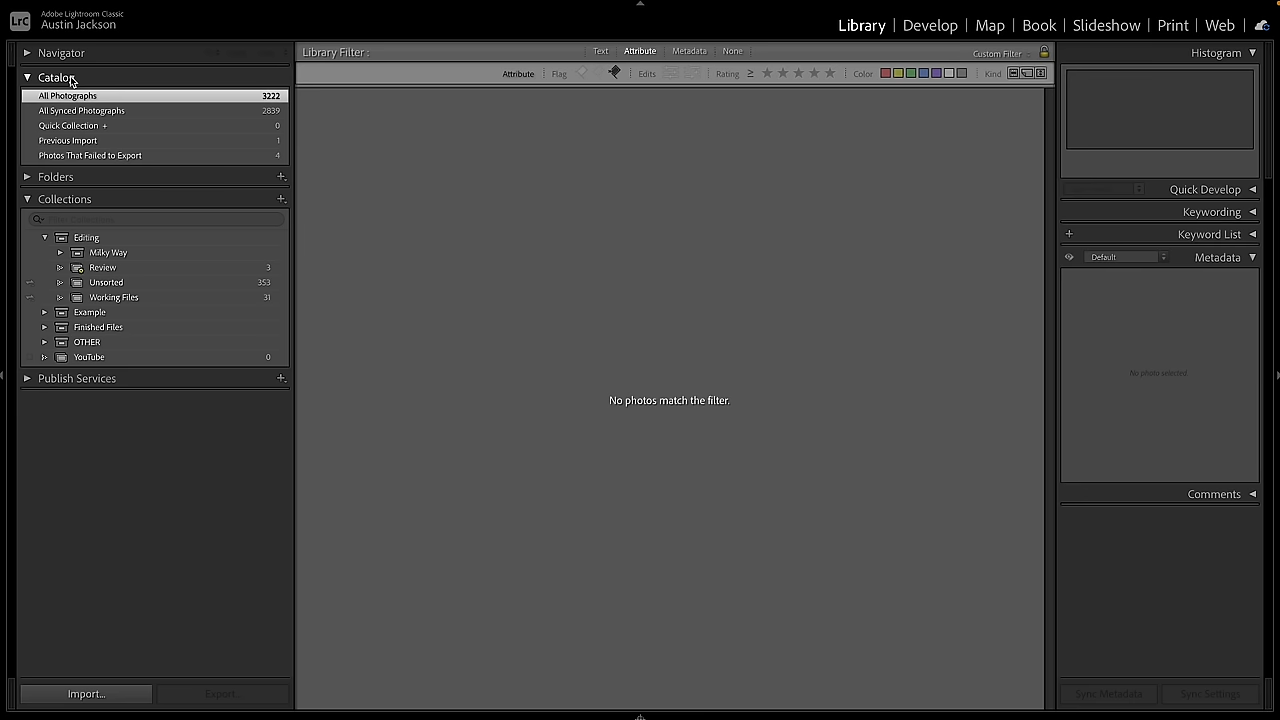 LrC
Adobe Lightroom Classic
Austin Jackson
Library | Develop | Map | Book | Slideshow | Print | Web
Navigator
Catalog
All Photographs 3222
All Synced Photographs 2839
Quick Collection + 0
Previous Import 1
Photos That Failed to Export 4
Folders +
Collections +
Filter Collections
Editing
Milky Way
Review 3
Unsorted 353
Working Files 31
Example
Finished Files
OTHER
YouTube 0
Publish Services +
Import...
Export...
Library Filter :
Text Attribute Metadata None
Custom Filter
Attribute Flag Edits Rating ≥ ★ ★ ★ ★ ★ Color Kind
No photos match the filter.
Histogram
Quick Develop
Keywording
+ Keyword List
Default
Metadata
No photo selected.
Comments
Sync Metadata
Sync Settings